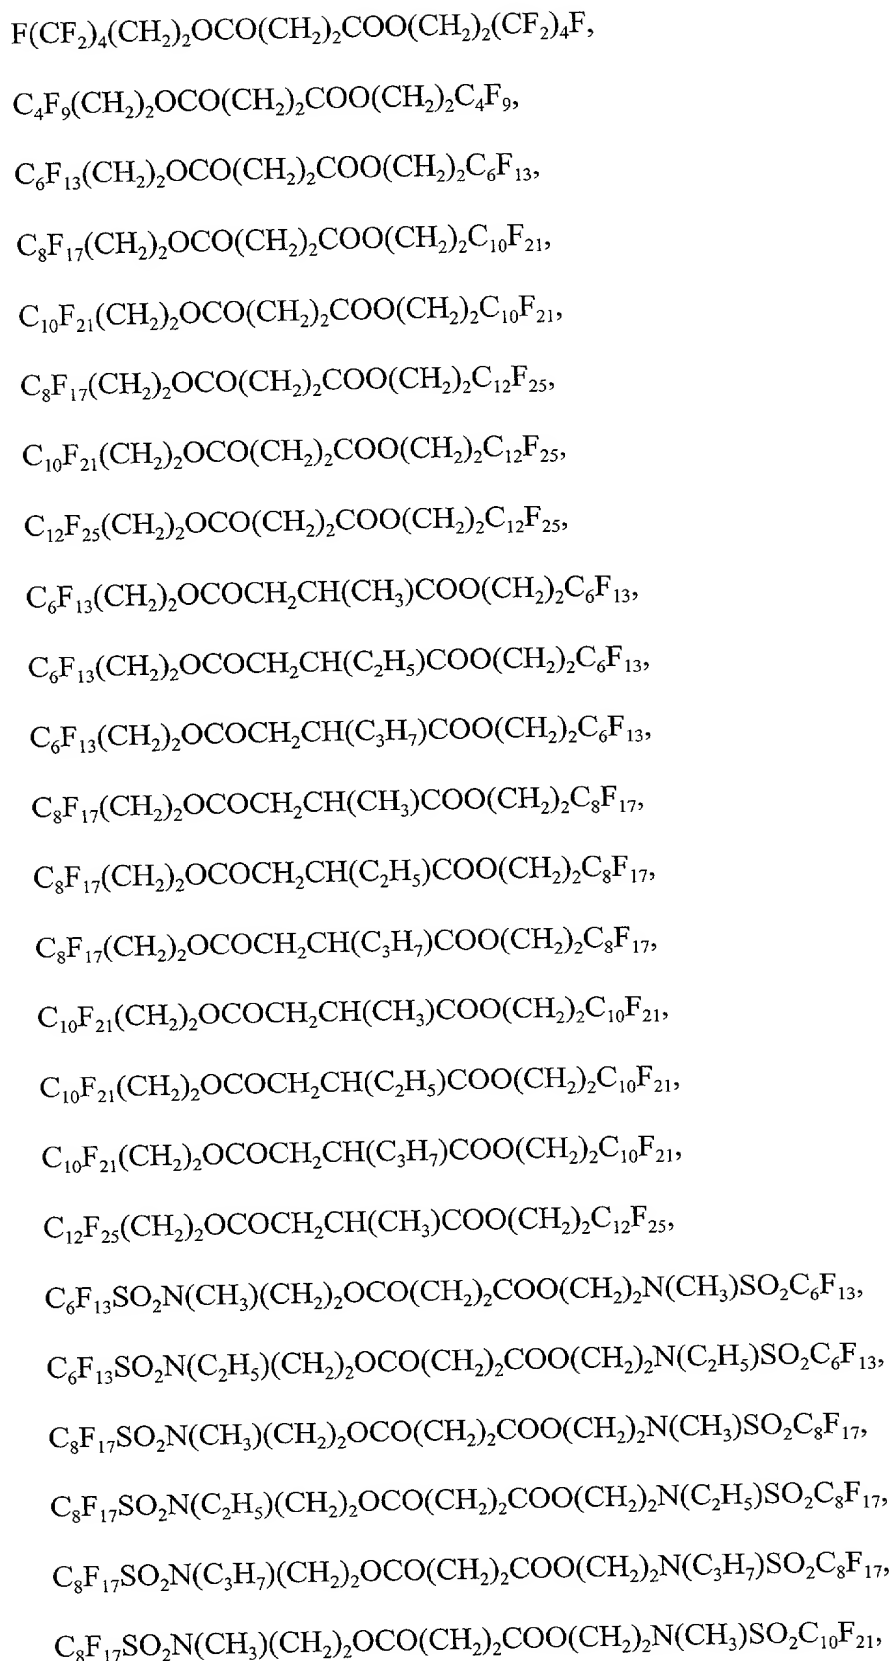 F(CF₂)₄(CH₂)₂OCO(CH₂)₂COO(CH₂)₂(CF₂)₄F,
C₄F₉(CH₂)₂OCO(CH₂)₂COO(CH₂)₂C₄F₉,
C₆F₁₃(CH₂)₂OCO(CH₂)₂COO(CH₂)₂C₆F₁₃,
C₈F₁₇(CH₂)₂OCO(CH₂)₂COO(CH₂)₂C₁₀F₂₁,
C₁₀F₂₁(CH₂)₂OCO(CH₂)₂COO(CH₂)₂C₁₀F₂₁,
C₈F₁₇(CH₂)₂OCO(CH₂)₂COO(CH₂)₂C₁₂F₂₅,
C₁₀F₂₁(CH₂)₂OCO(CH₂)₂COO(CH₂)₂C₁₂F₂₅,
C₁₂F₂₅(CH₂)₂OCO(CH₂)₂COO(CH₂)₂C₁₂F₂₅,
C₆F₁₃(CH₂)₂OCOCH₂CH(CH₃)COO(CH₂)₂C₆F₁₃,
C₆F₁₃(CH₂)₂OCOCH₂CH(C₂H₅)COO(CH₂)₂C₆F₁₃,
C₆F₁₃(CH₂)₂OCOCH₂CH(C₃H₇)COO(CH₂)₂C₆F₁₃,
C₈F₁₇(CH₂)₂OCOCH₂CH(CH₃)COO(CH₂)₂C₈F₁₇,
C₈F₁₇(CH₂)₂OCOCH₂CH(C₂H₅)COO(CH₂)₂C₈F₁₇,
C₈F₁₇(CH₂)₂OCOCH₂CH(C₃H₇)COO(CH₂)₂C₈F₁₇,
C₁₀F₂₁(CH₂)₂OCOCH₂CH(CH₃)COO(CH₂)₂C₁₀F₂₁,
C₁₀F₂₁(CH₂)₂OCOCH₂CH(C₂H₅)COO(CH₂)₂C₁₀F₂₁,
C₁₀F₂₁(CH₂)₂OCOCH₂CH(C₃H₇)COO(CH₂)₂C₁₀F₂₁,
C₁₂F₂₅(CH₂)₂OCOCH₂CH(CH₃)COO(CH₂)₂C₁₂F₂₅,
C₆F₁₃SO₂N(CH₃)(CH₂)₂OCO(CH₂)₂COO(CH₂)₂N(CH₃)SO₂C₆F₁₃,
C₆F₁₃SO₂N(C₂H₅)(CH₂)₂OCO(CH₂)₂COO(CH₂)₂N(C₂H₅)SO₂C₆F₁₃,
C₈F₁₇SO₂N(CH₃)(CH₂)₂OCO(CH₂)₂COO(CH₂)₂N(CH₃)SO₂C₈F₁₇,
C₈F₁₇SO₂N(C₂H₅)(CH₂)₂OCO(CH₂)₂COO(CH₂)₂N(C₂H₅)SO₂C₈F₁₇,
C₈F₁₇SO₂N(C₃H₇)(CH₂)₂OCO(CH₂)₂COO(CH₂)₂N(C₃H₇)SO₂C₈F₁₇,
C₈F₁₇SO₂N(CH₃)(CH₂)₂OCO(CH₂)₂COO(CH₂)₂N(CH₃)SO₂C₁₀F₂₁,